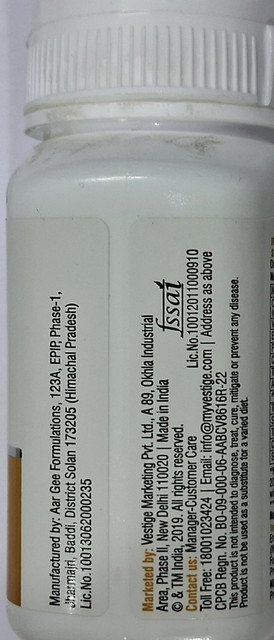 Manufactured by: Aar Gee Formulations, 123A, EPIP, Phase-1,
Jharmajri, Baddi, District Solan 173205 (Himachal Pradesh)
Lic.No.10013062000235
Marketed by: Vestige Marketing Pvt. Ltd., A 89, Okhla Industrial
Area, Phase II, New Delhi 110020 | Made in India
© & TM India, 2019. All rights reserved.
fssai
Contact us: Manager-Customer Care
Lic.No.10012011000910
Toll Free: 18001023424 | Email: info@myvestige.com | Address as above
CPCB Regn. No. BO-09-000-06-AABCV9616R-22
This product is not intended to diagnose, treat, cure, mitigate or prevent any disease.
Product is not be used as a substitute for a varied diet.